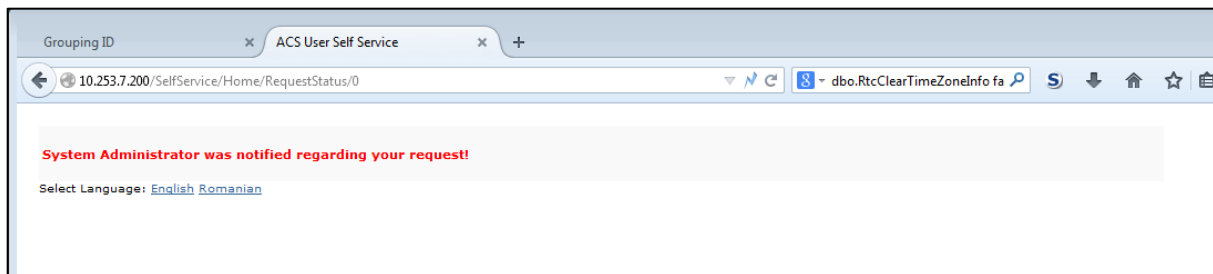 Grouping ID × ACS User Self Service × +
10.253.7.200/SelfService/Home/RequestStatus/0 8 dbo.RtcClearTimeZoneInfo fa S
System Administrator was notified regarding your request!
Select Language: English Romanian